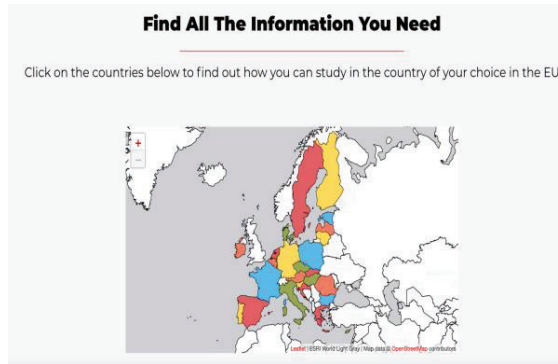 Find All The Information You Need
Click on the countries below to find out how you can study in the country of your choice in the EU
+
−
Leaflet | ESRI World Light Gray | Map data © OpenStreetMap contributors